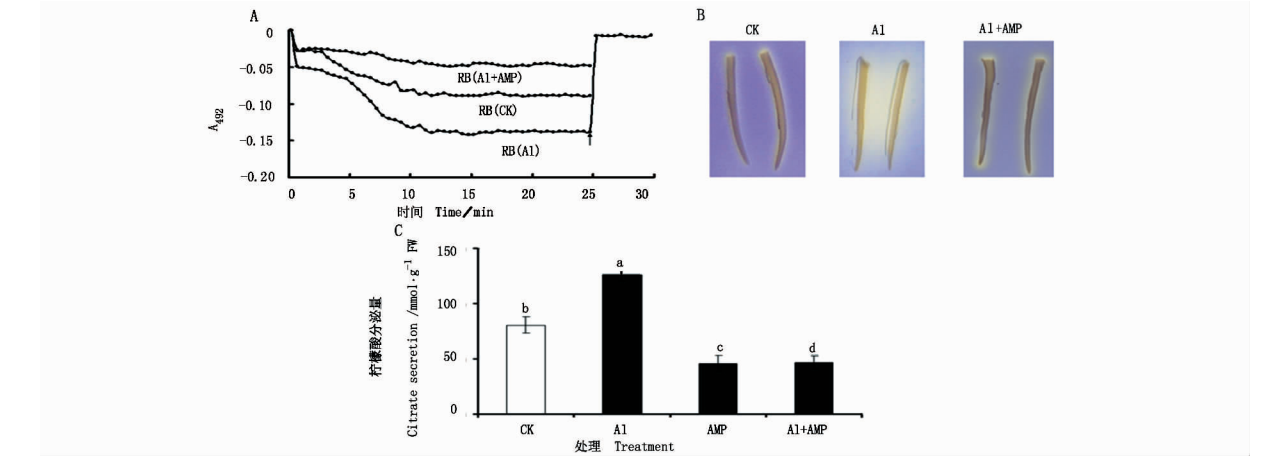 A
0
-0.05
-0.10
-0.15
-0.20
A492
RB(Al+AMP)
RB(CK)
RB(Al)
0 5 10 15 20 25 30
时间 Time/min
B
CK Al Al+AMP
C
150
100
50
0
柠檬酸分泌量
Citrate secretion /mmol·g⁻¹ FW
b
a
c
d
CK Al AMP Al+AMP
处理 Treatment